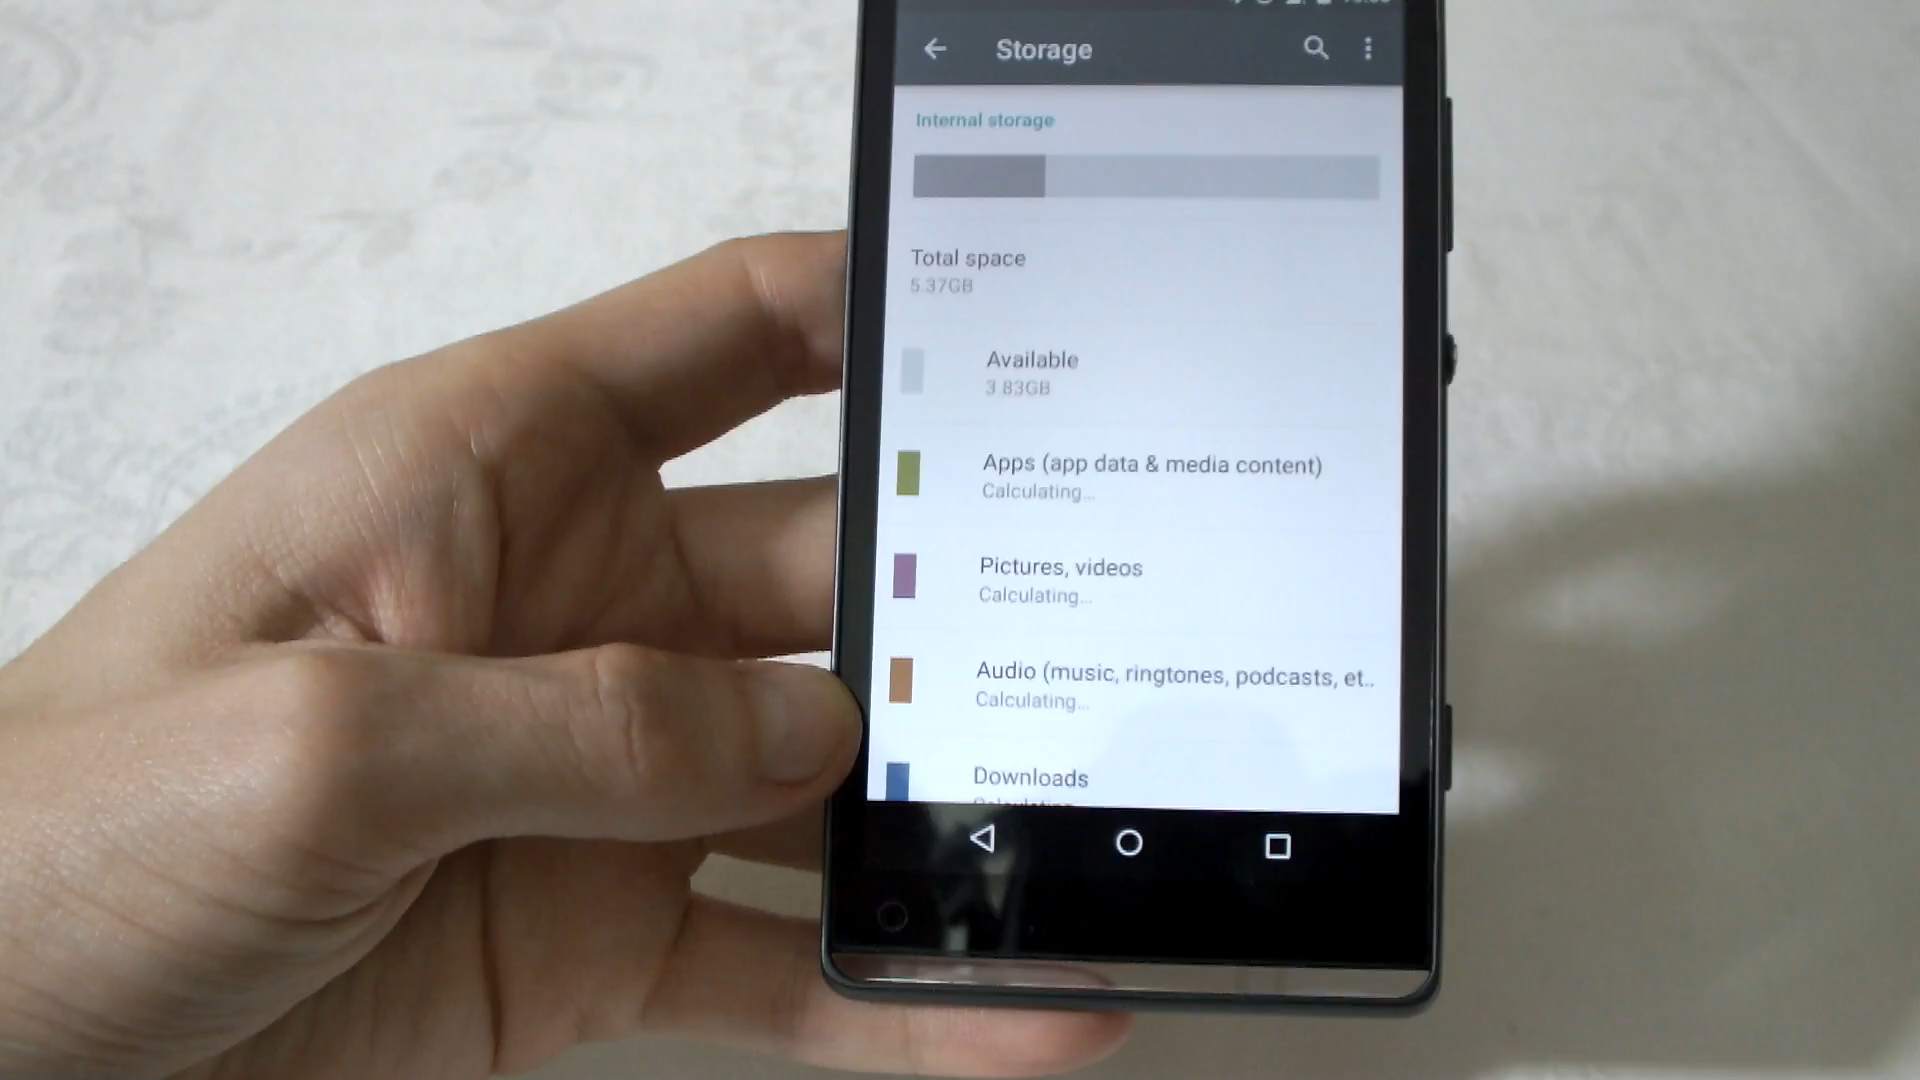 Storage
Internal storage
Total space
5.37GB
Available
3.83GB
Apps (app data & media content)
Calculating...
Pictures, videos
Calculating...
Audio (music, ringtones, podcasts, et..
Calculating...
Downloads